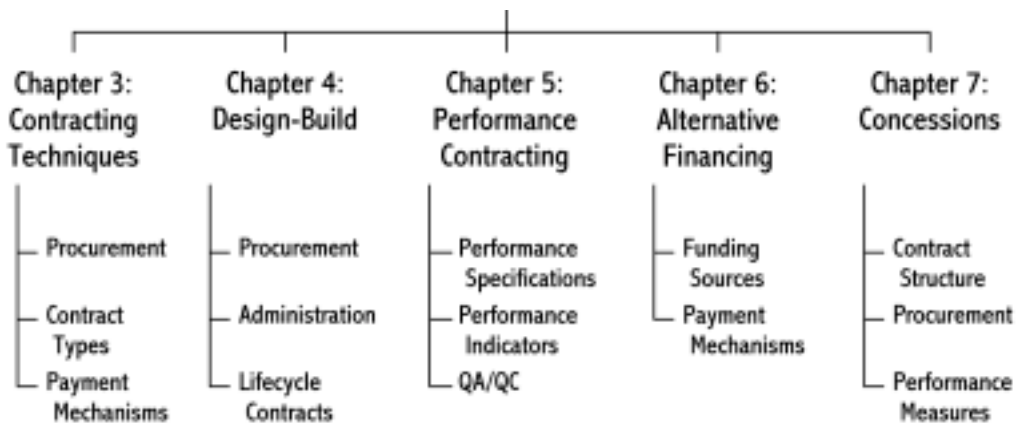 Chapter 3:
Contracting
Techniques
Procurement
Contract
Types
Payment
Mechanisms
Chapter 4:
Design-Build
Procurement
Administration
Lifecycle
Contracts
Chapter 5:
Performance
Contracting
Performance
Specifications
Performance
Indicators
QA/QC
Chapter 6:
Alternative
Financing
Funding
Sources
Payment
Mechanisms
Chapter 7:
Concessions
Contract
Structure
Procurement
Performance
Measures